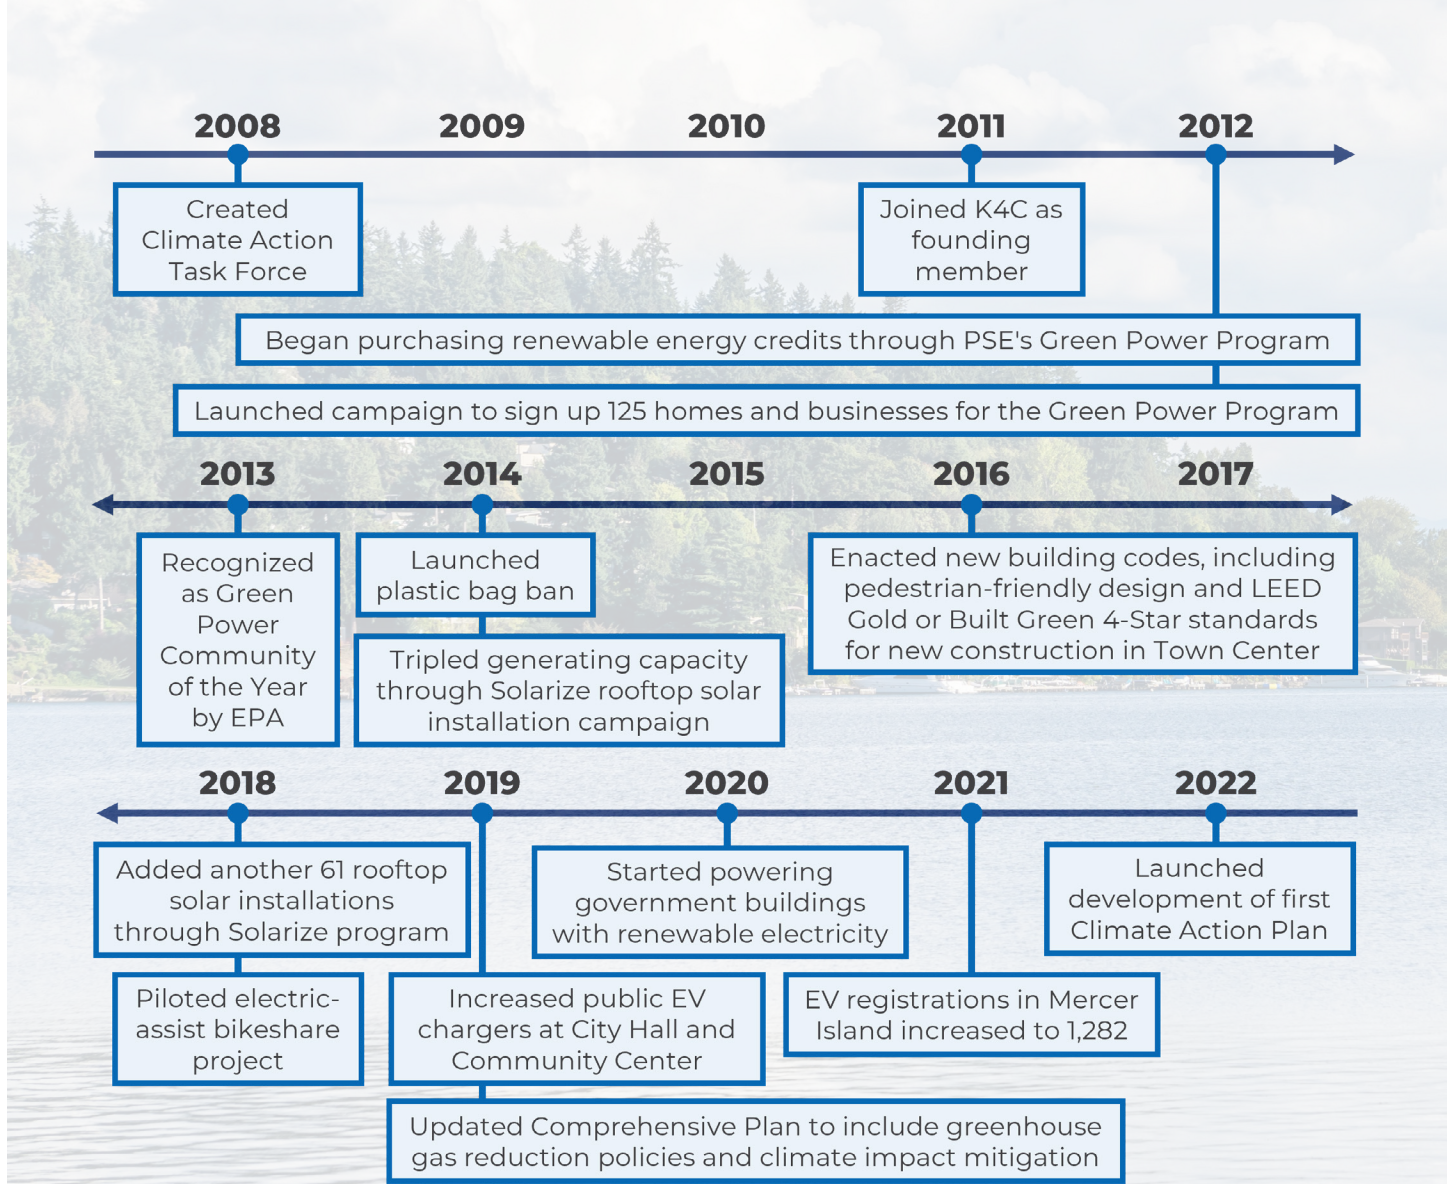 2008 2009 2010 2011 2012
Created
Climate Action
Task Force
Joined K4C as
founding
member
Began purchasing renewable energy credits through PSE's Green Power Program
Launched campaign to sign up 125 homes and businesses for the Green Power Program
2013 2014 2015 2016 2017
Recognized
as Green
Power
Community
of the Year
by EPA
Launched
plastic bag ban
Tripled generating capacity
through Solarize rooftop solar
installation campaign
Enacted new building codes, including
pedestrian-friendly design and LEED
Gold or Built Green 4-Star standards
for new construction in Town Center
2018 2019 2020 2021 2022
Added another 61 rooftop
solar installations
through Solarize program
Piloted electric-
assist bikeshare
project
Increased public EV
chargers at City Hall and
Community Center
Updated Comprehensive Plan to include greenhouse
gas reduction policies and climate impact mitigation
Started powering
government buildings
with renewable electricity
EV registrations in Mercer
Island increased to 1,282
Launched
development of first
Climate Action Plan